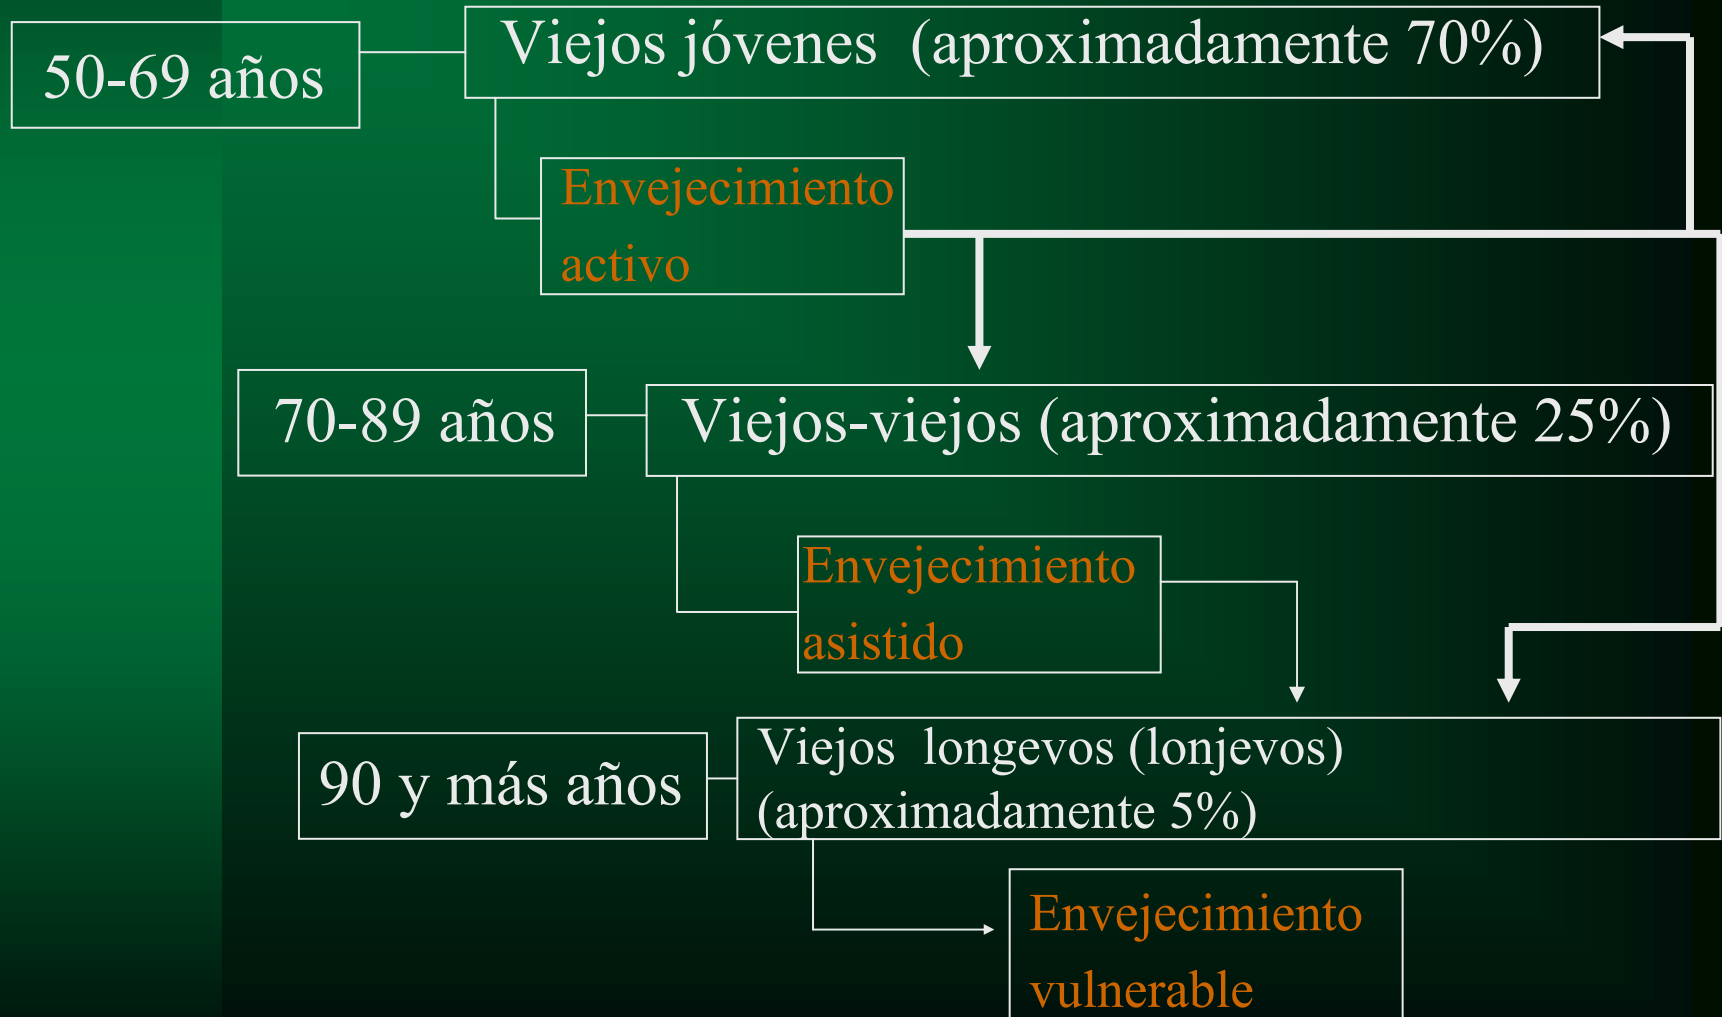 50-69 años
Viejos jóvenes (aproximadamente 70%)
Envejecimiento
activo
70-89 años
Viejos-viejos (aproximadamente 25%)
Envejecimiento
asistido
90 y más años
Viejos longevos (lonjevos)
(aproximadamente 5%)
Envejecimiento
vulnerable